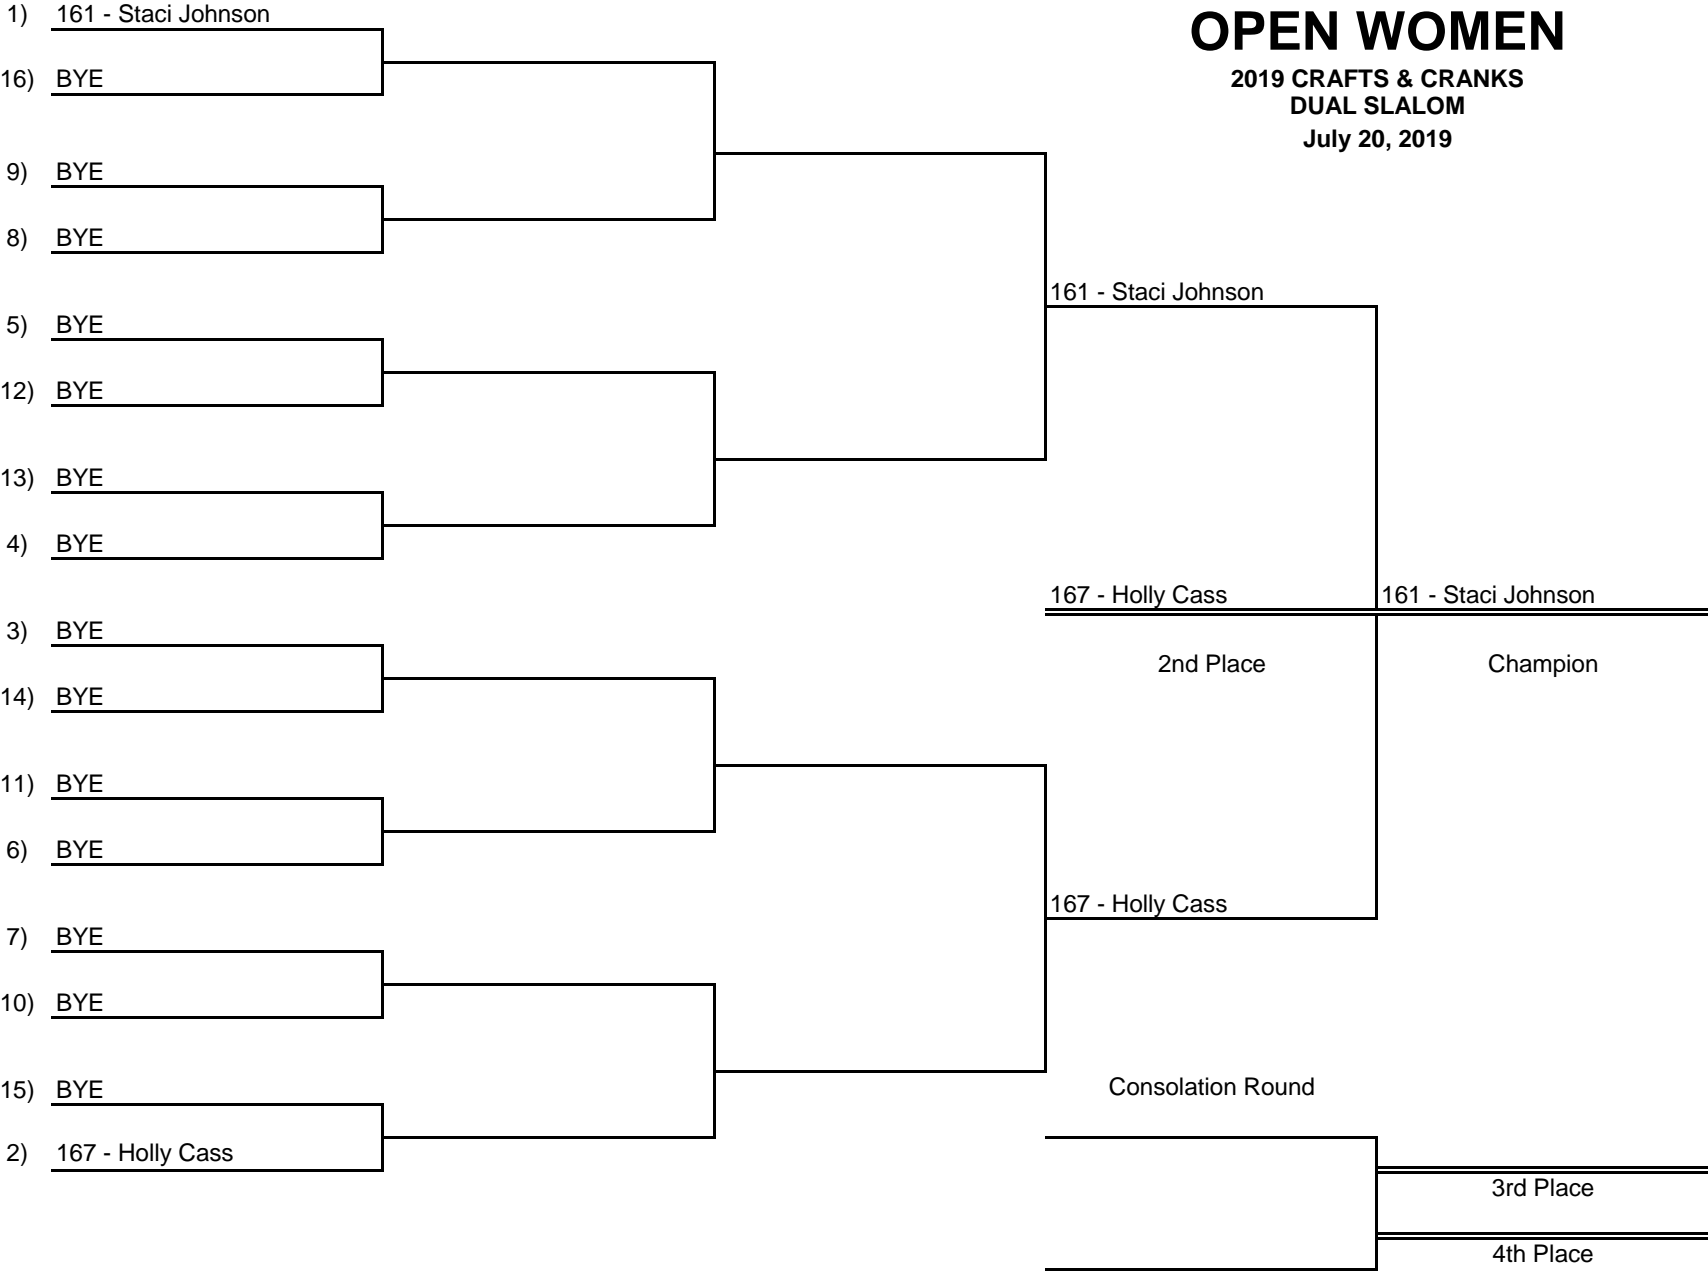 OPEN WOMEN
2019 CRAFTS & CRANKS
DUAL SLALOM
July 20, 2019
1) 161 - Staci Johnson
16) BYE
9) BYE
8) BYE
5) BYE
12) BYE
13) BYE
4) BYE
3) BYE
14) BYE
11) BYE
6) BYE
7) BYE
10) BYE
15) BYE
2) 167 - Holly Cass
161 - Staci Johnson
167 - Holly Cass
2nd Place
161 - Staci Johnson
Champion
167 - Holly Cass
Consolation Round
3rd Place
4th Place